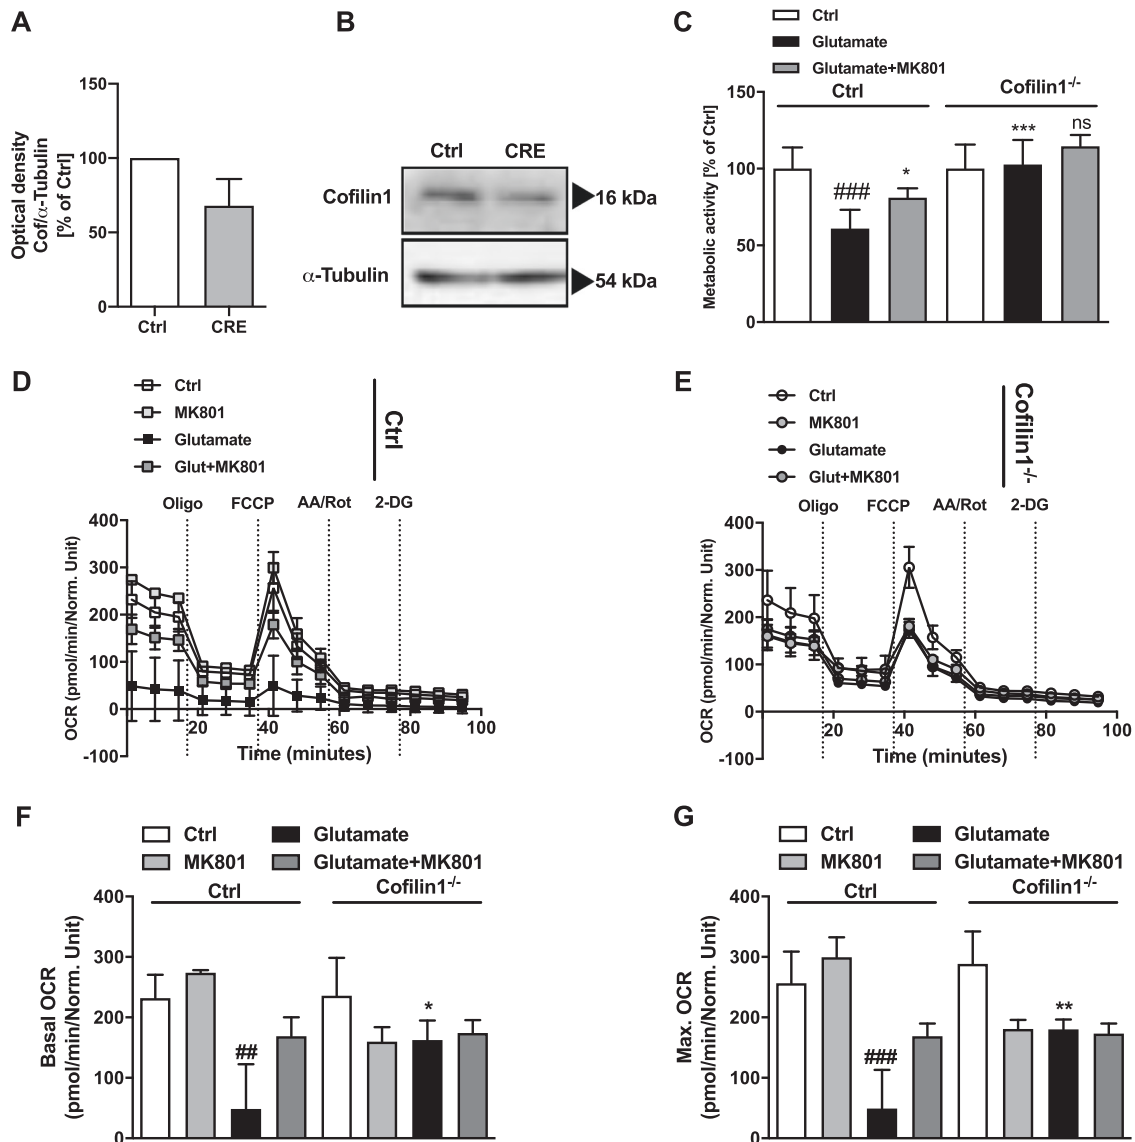 A
150
100
50
0
Optical density
Cof/α-Tubulin
[% of Ctrl]
Ctrl
CRE
B
Ctrl
CRE
Cofilin1
16 kDa
α-Tubulin
54 kDa
C
Ctrl
Glutamate
Glutamate+MK801
Ctrl
Cofilin1-/-
150
100
50
0
Metabolic activity [% of Ctrl]
###
*
***
ns
D
Ctrl
MK801
Glutamate
Glut+MK801
Ctrl
Oligo
FCCP
AA/Rot
2-DG
400
300
200
100
0
-100
OCR (pmol/min/Norm. Unit)
20
40
60
80
100
Time (minutes)
E
Ctrl
MK801
Glutamate
Glut+MK801
Cofilin1-/-
Oligo
FCCP
AA/Rot
2-DG
400
300
200
100
0
-100
OCR (pmol/min/Norm. Unit)
20
40
60
80
100
Time (minutes)
F
Ctrl
Glutamate
MK801
Glutamate+MK801
Ctrl
Cofilin1-/-
400
300
200
100
0
Basal OCR
(pmol/min/Norm. Unit)
##
*
G
Ctrl
Glutamate
MK801
Glutamate+MK801
Ctrl
Cofilin1-/-
400
300
200
100
0
Max. OCR
(pmol/min/Norm. Unit)
###
**